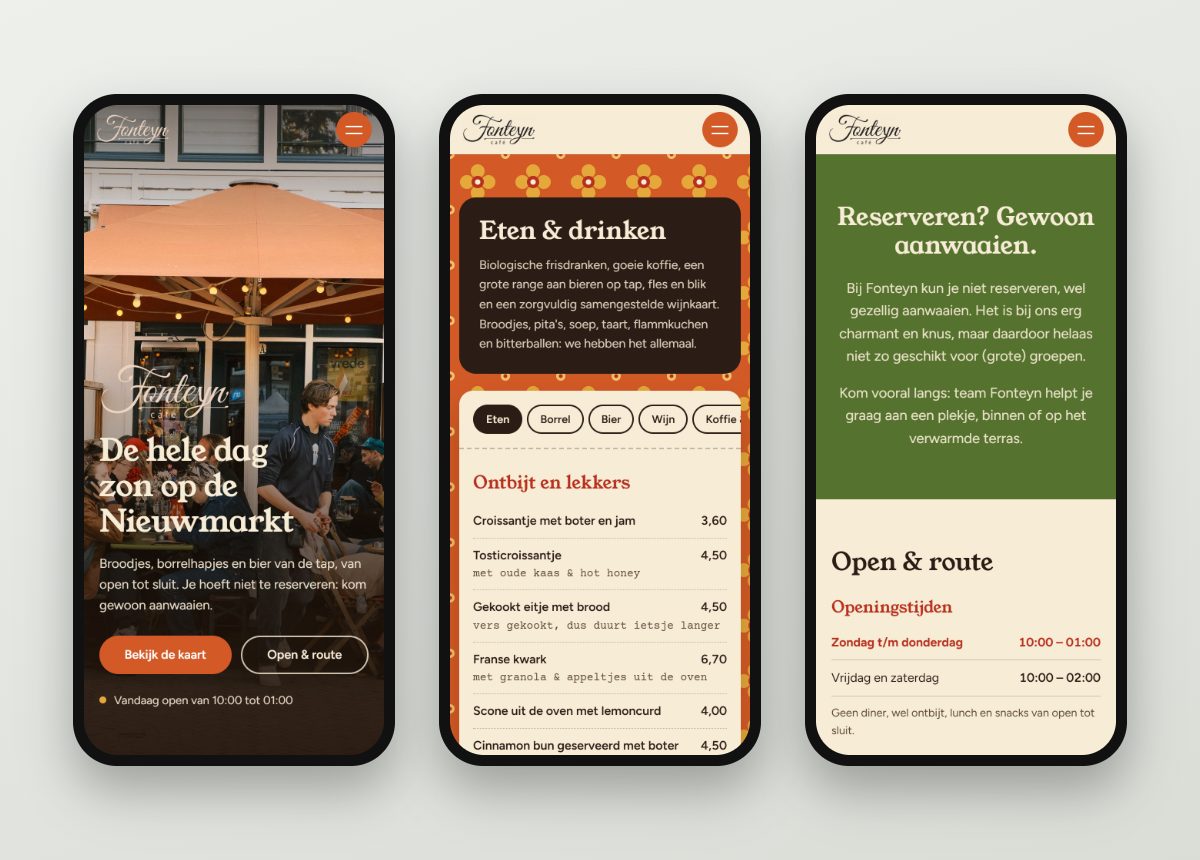 Fonteyn
café
Fonteyn
café
De hele dag
zon op de
Nieuwmarkt
Broodjes, borrelhapjes en bier van de tap, van
open tot sluit. Je hoeft niet te reserveren: kom
gewoon aanwaaien.
Bekijk de kaart
Open & route
Vandaag open van 10:00 tot 01:00
Fonteyn
café
Eten & drinken
Biologische frisdranken, goeie koffie, een
grote range aan bieren op tap, fles en blik
en een zorgvuldig samengestelde wijnkaart.
Broodjes, pita's, soep, taart, flammkuchen
en bitterballen: we hebben het allemaal.
Eten Borrel Bier Wijn Koffie
Ontbijt en lekkers
Croissantje met boter en jam 3,60
Tosticroissantje 4,50
met oude kaas & hot honey
Gekookt eitje met brood 4,50
vers gekookt, dus duurt ietsje langer
Franse kwark 6,70
met granola & appeltjes uit de oven
Scone uit de oven met lemoncurd 4,00
Cinnamon bun geserveerd met boter 4,50
Fonteyn
café
Reserveren? Gewoon
aanwaaien.
Bij Fonteyn kun je niet reserveren, wel
gezellig aanwaaien. Het is bij ons erg
charmant en knus, maar daardoor helaas
niet zo geschikt voor (grote) groepen.
Kom vooral langs: team Fonteyn helpt je
graag aan een plekje, binnen of op het
verwarmde terras.
Open & route
Openingstijden
Zondag t/m donderdag 10:00 – 01:00
Vrijdag en zaterdag 10:00 – 02:00
Geen diner, wel ontbijt, lunch en snacks van open tot
sluit.